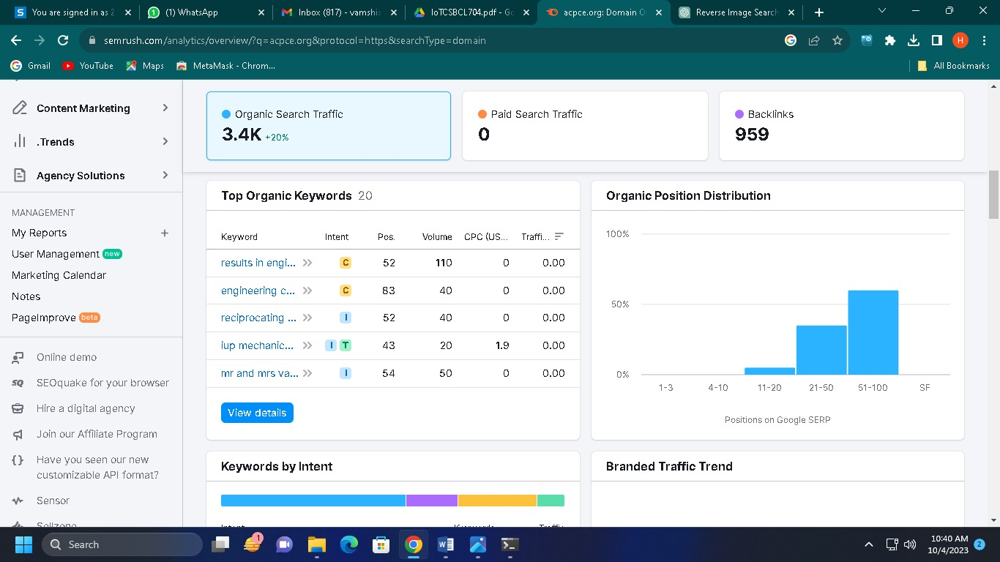 You are signed in as 2
(1) WhatsApp
Inbox (817) - vamshis
IoTCSBCL704.pdf - Go
acpce.org: Domain O
Reverse Image Search
semrush.com/analytics/overview/?q=acpce.org&protocol=https&searchType=domain
H
Gmail
YouTube
Maps
MetaMask - Chrom...
All Bookmarks
Content Marketing
.Trends
Agency Solutions
MANAGEMENT
My Reports +
User Management new
Marketing Calendar
Notes
PageImprove beta
Online demo
SEOquake for your browser
Hire a digital agency
Join our Affiliate Program
Have you seen our new
customizable API format?
Sensor
Sellzone
Organic Search Traffic
3.4K +20%
Paid Search Traffic
0
Backlinks
959
Top Organic Keywords 20
Keyword Intent Pos. Volume CPC (US... Traffi...
results in engi... C 52 110 0 0.00
engineering c... C 83 40 0 0.00
reciprocating ... I 52 40 0 0.00
iup mechanic... I T 43 20 1.9 0.00
mr and mrs va... I 54 50 0 0.00
View details
Organic Position Distribution
100%
50%
0%
1-3 4-10 11-20 21-50 51-100 SF
Positions on Google SERP
Keywords by Intent
Intent Keywords Traffic
Branded Traffic Trend
Search
1
10:40 AM
10/4/2023
2